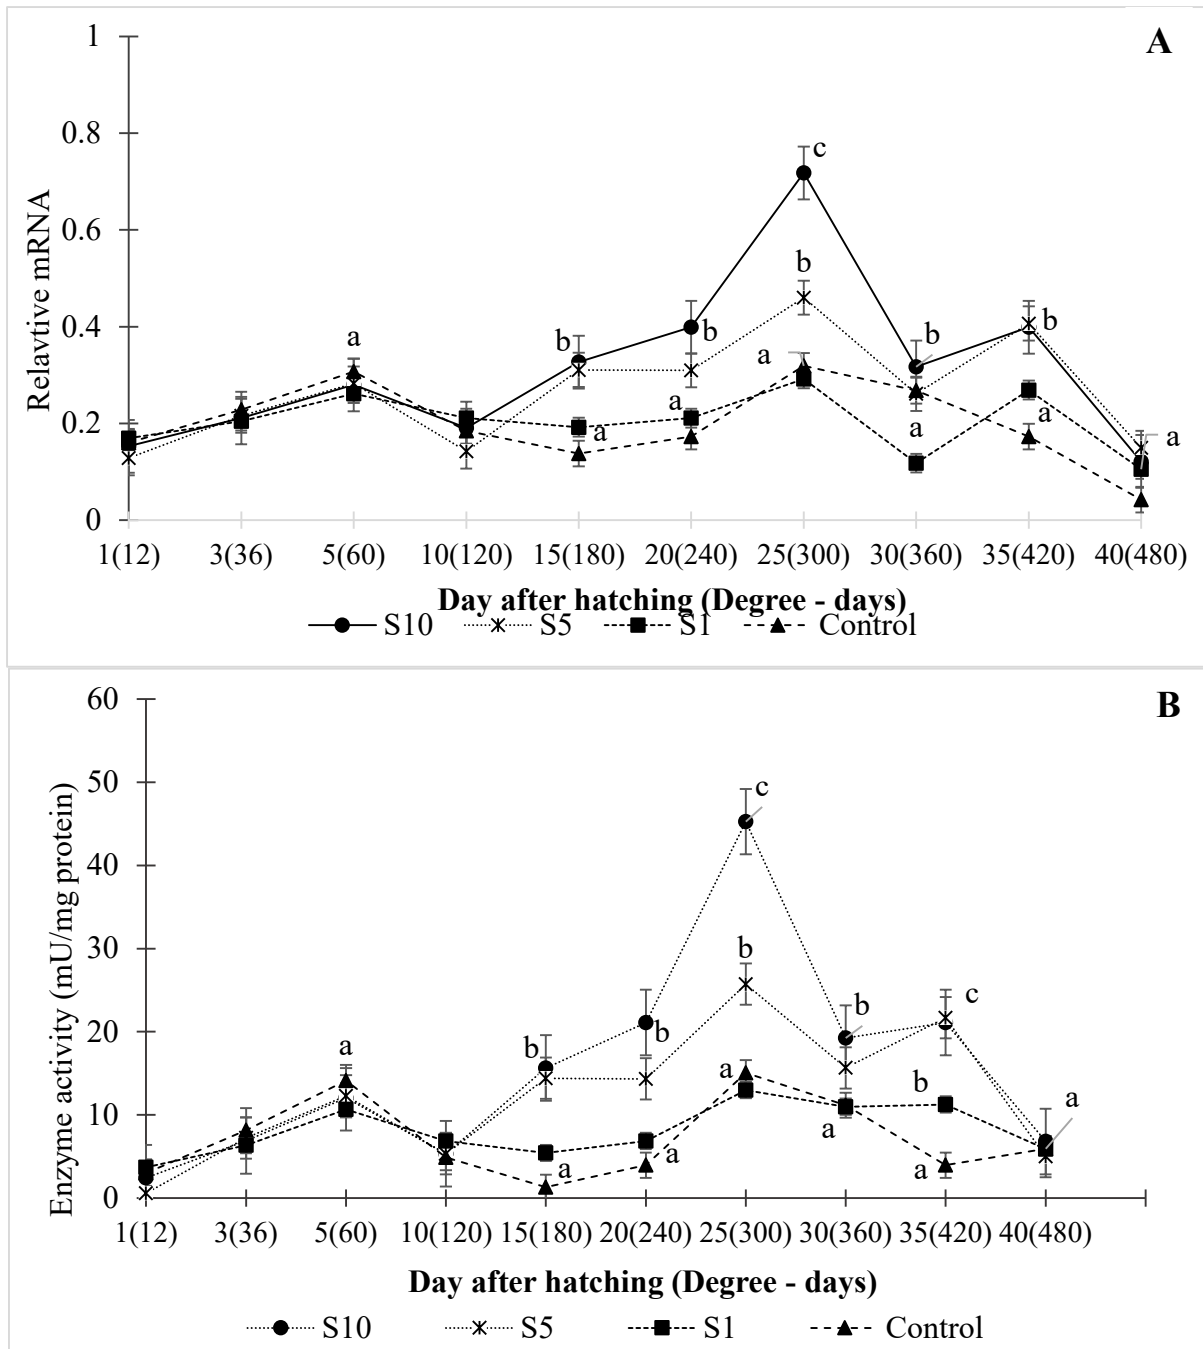 A
1
0.8
0.6
0.4
0.2
0
Relavtive mRNA
c
b
b
b
b
b
a
a
a
a
a
a
a
1(12) 3(36) 5(60) 10(120) 15(180) 20(240) 25(300) 30(360) 35(420) 40(480)
Day after hatching (Degree - days)
S10 S5 S1 Control
B
60
50
40
30
20
10
0
Enzyme activity (mU/mg protein)
c
b
c
b
b
b
a
a
b
a
a
a
a
a
1(12) 3(36) 5(60) 10(120) 15(180) 20(240) 25(300) 30(360) 35(420) 40(480)
Day after hatching (Degree - days)
S10 S5 S1 Control